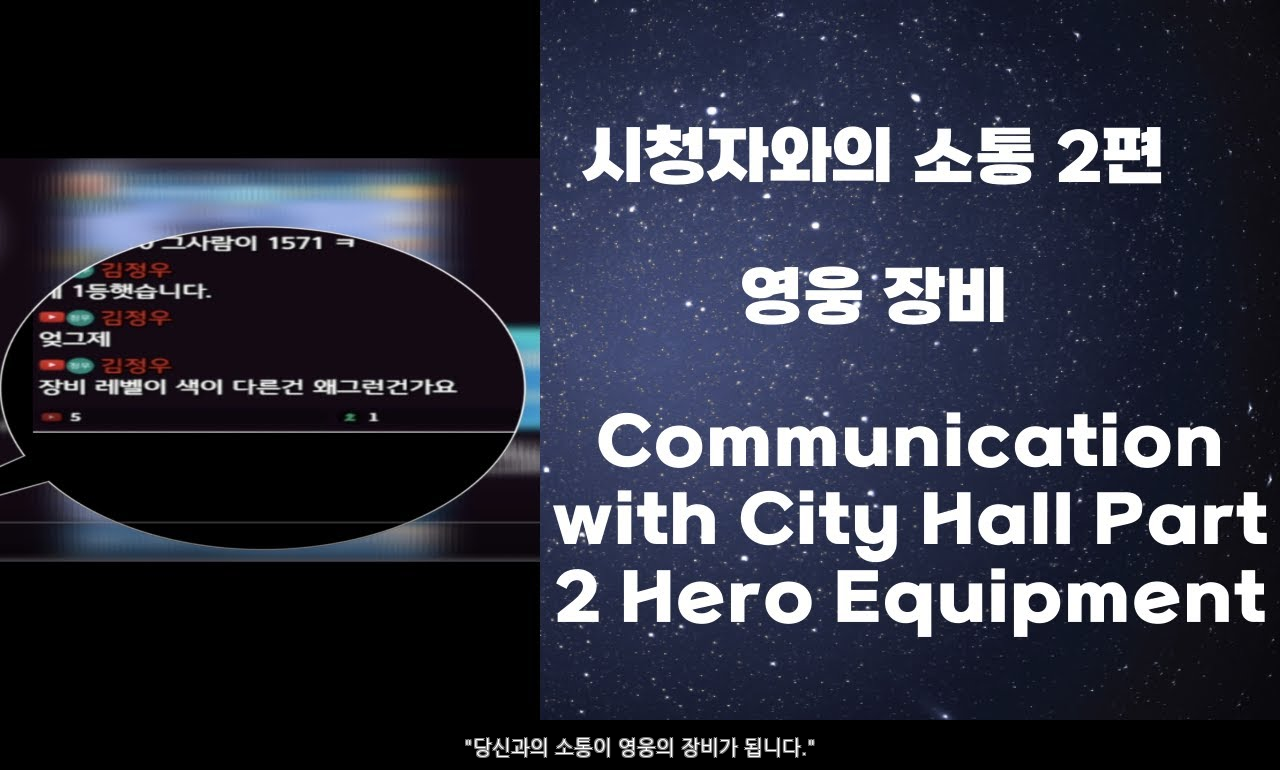 그사람이 1571 ㅋ
김정우
1등햇습니다.
정우 김정우
엊그제
정우 김정우
장비 레벨이 색이 다른건 왜그런건가요
5 1
시청자와의 소통 2편
영웅 장비
Communication
with City Hall Part
2 Hero Equipment
"당신과의 소통이 영웅의 장비가 됩니다."